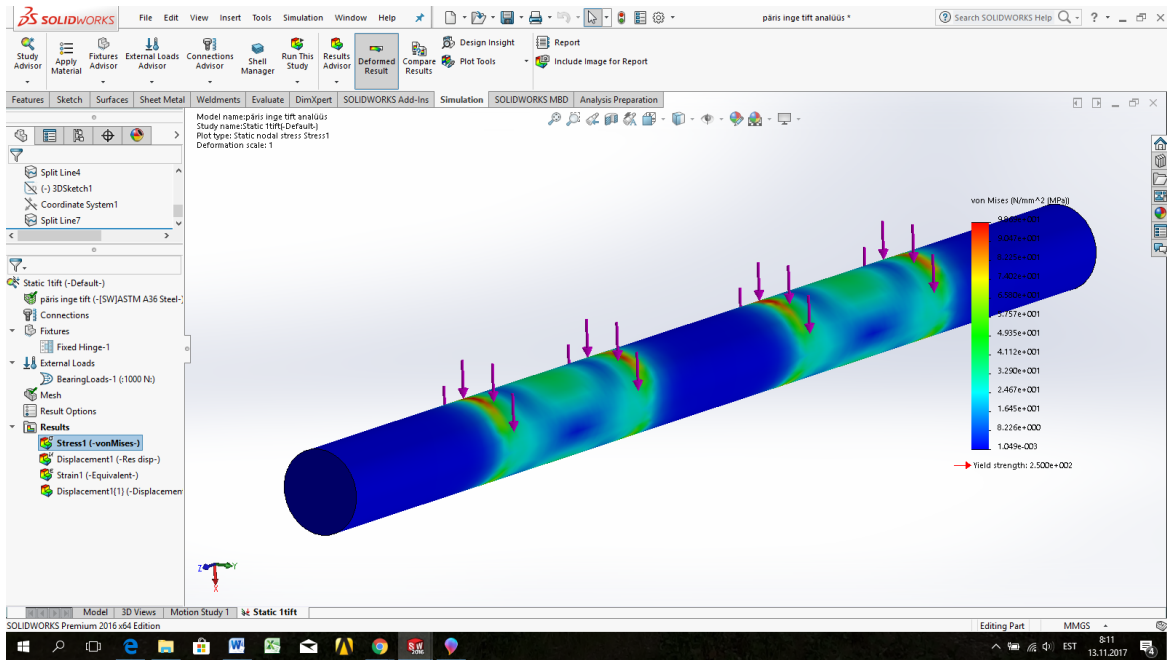 SOLIDWORKS File Edit View Insert Tools Simulation Window Help päris inge tift analüüs * Search SOLIDWORKS Help
Study Advisor
Apply Material
Fixtures Advisor
External Loads Advisor
Connections Advisor
Shell Manager
Run This Study
Results Advisor
Deformed Result
Compare Results
Design Insight
Plot Tools
Report
Include Image for Report
Features Sketch Surfaces Sheet Metal Weldments Evaluate DimXpert SOLIDWORKS Add-Ins Simulation SOLIDWORKS MBD Analysis Preparation
Model name:päris inge tift analüüs
Study name:Static 1tift(-Default-)
Plot type: Static nodal stress Stress1
Deformation scale: 1
Split Line4
(-) 3DSketch1
Coordinate System1
Split Line7
Static 1tift (-Default-)
päris inge tift (-[SW]ASTM A36 Steel-)
Connections
Fixtures
Fixed Hinge-1
External Loads
BearingLoads-1 (:1000 N:)
Mesh
Result Options
Results
Stress1 (-vonMises-)
Displacement1 (-Res disp-)
Strain1 (-Equivalent-)
Displacement1{1} (-Displacemen
von Mises (N/mm^2 (MPa))
5.757e+001
4.935e+001
4.112e+001
3.290e+001
2.467e+001
1.645e+001
8.226e+000
1.049e-003
Yield strength: 2.500e+002
Z Y
X
Model 3D Views Motion Study 1 Static 1tift
SOLIDWORKS Premium 2016 x64 Edition Editing Part MMGS
EST 8:11
13.11.2017